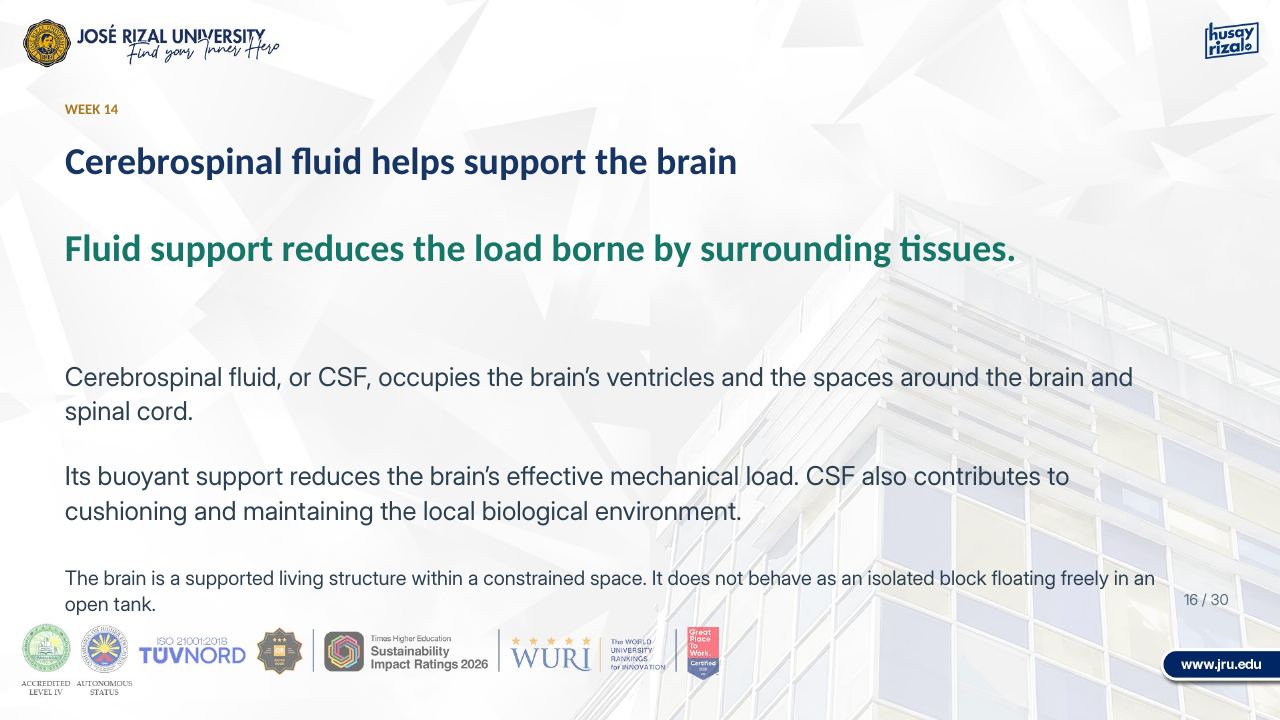 JOSÉ RIZAL UNIVERSITY
Find your Inner Hero
husay
rizal
WEEK 14
Cerebrospinal fluid helps support the brain
Fluid support reduces the load borne by surrounding tissues.
Cerebrospinal fluid, or CSF, occupies the brain’s ventricles and the spaces around the brain and
spinal cord.
Its buoyant support reduces the brain’s effective mechanical load. CSF also contributes to
cushioning and maintaining the local biological environment.
The brain is a supported living structure within a constrained space. It does not behave as an isolated block floating freely in an
open tank.
16 / 30
ACCREDITED
LEVEL IV
AUTONOMOUS
STATUS
ISO 21001:2018
TÜVNORD
Times Higher Education
Sustainability
Impact Ratings 2026
WURI
The WORLD
UNIVERSITY
RANKINGS
for INNOVATION
Great
Place
To
Work.
Certified
www.jru.edu